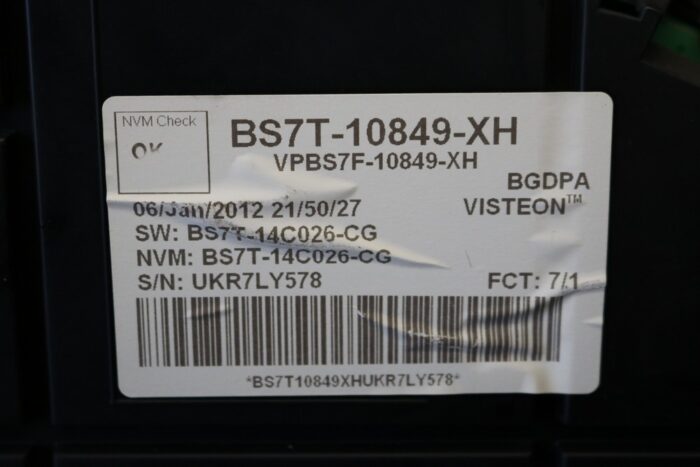 NVM Check
OK
BS7T-10849-XH
VPBS7F-10849-XH
BGDPA
06/Jan/2012 21/50/27
VISTEON™
SW: BS7T-14C026-CG
NVM: BS7T-14C026-CG
S/N: UKR7LY578
FCT: 7/1
*BS7T10849XHUKR7LY578*